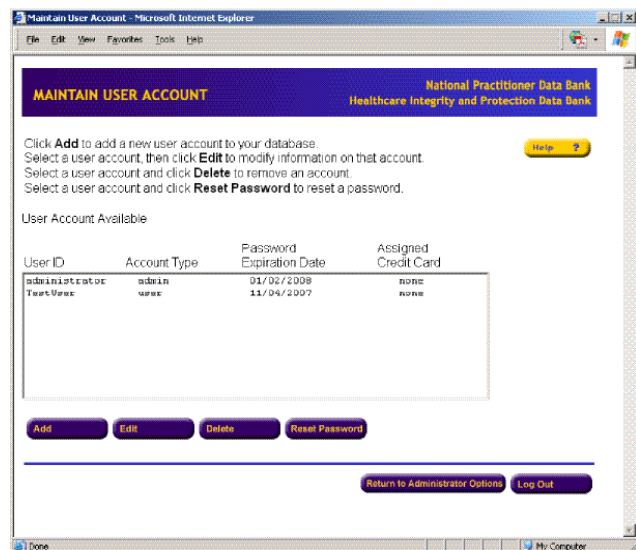 Maintain User Account - Microsoft Internet Explorer
File Edit View Favorites Tools Help
MAINTAIN USER ACCOUNT
National Practitioner Data Bank
Healthcare Integrity and Protection Data Bank
Click Add to add a new user account to your database.
Select a user account, then click Edit to modify information on that account.
Select a user account and click Delete to remove an account.
Select a user account and click Reset Password to reset a password.
Help ?
User Account Available
User ID Account Type Password Expiration Date Assigned Credit Card
administrator admin 01/02/2008 none
TestUser user 11/04/2007 none
Add Edit Delete Reset Password
Return to Administrator Options Log Out
Done My Computer